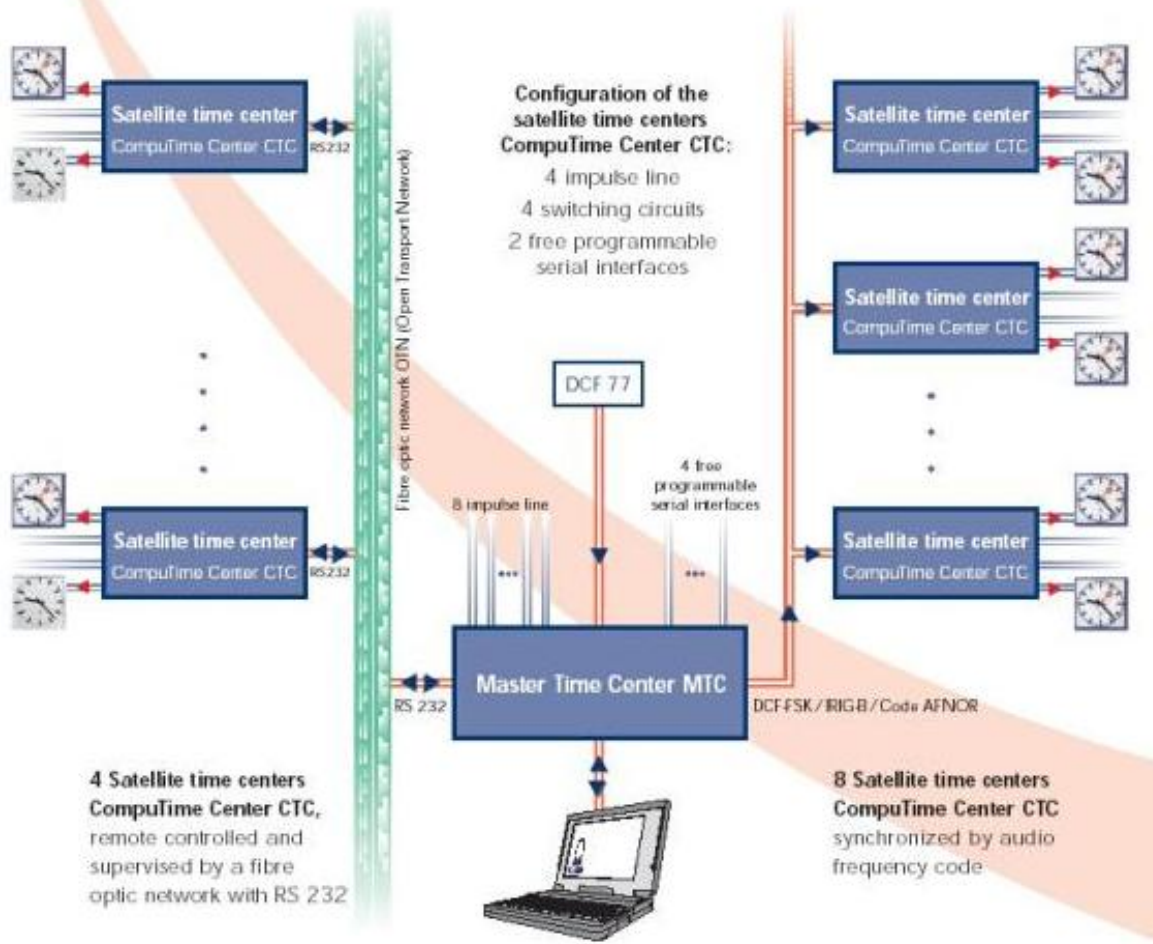 Satellite time center
CompuTime Center CTC
RS232
Configuration of the
satellite time centers
CompuTime Center CTC:
4 impulse line
4 switching circuits
2 free programmable
serial interfaces
Satellite time center
CompuTime Center CTC
Satellite time center
CompuTime Center CTC
Fibre optic network OTN (Open Transport Network)
DCF 77
8 impulse line
•••
4 free
programmable
serial interfaces
•••
Satellite time center
CompuTime Center CTC
RS232
Satellite time center
CompuTime Center CTC
Master Time Center MTC
RS 232
DCF-FSK / IRIG-B / Code AFNOR
4 Satellite time centers
CompuTime Center CTC,
remote controlled and
supervised by a fibre
optic network with RS 232
8 Satellite time centers
CompuTime Center CTC
synchronized by audio
frequency code